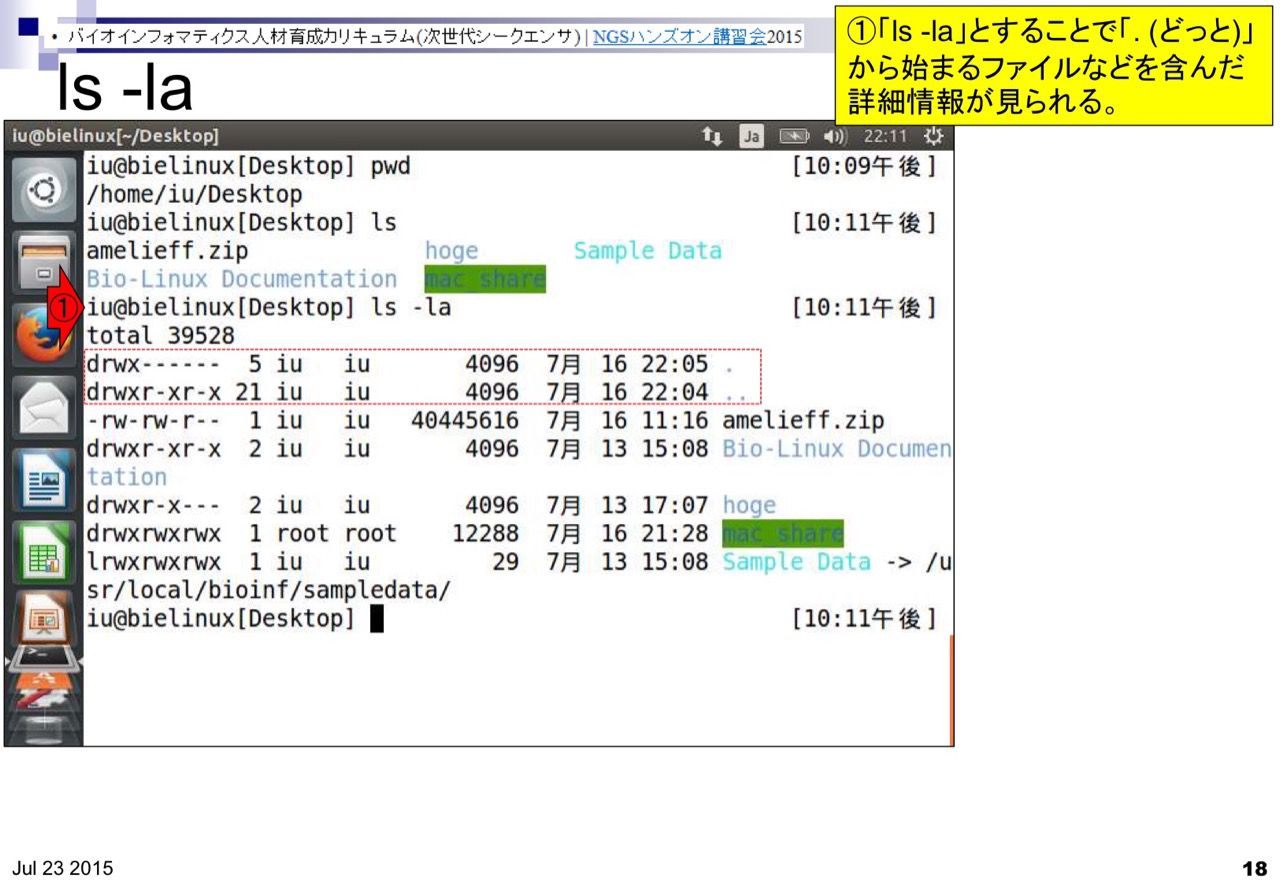 • バイオインフォマティクス人材育成カリキュラム(次世代シークエンサ) | NGSハンズオン講習会2015
①「ls -la」とすることで「. (どっと)」
から始まるファイルなどを含んだ
詳細情報が見られる。
ls -la
iu@bielinux[~/Desktop] Ja 22:11
iu@bielinux[Desktop] pwd [10:09午後]
/home/iu/Desktop
iu@bielinux[Desktop] ls [10:11午後]
amelieff.zip hoge Sample Data
Bio-Linux Documentation mac_share
① iu@bielinux[Desktop] ls -la [10:11午後]
total 39528
drwx------ 5 iu iu 4096 7月 16 22:05 .
drwxr-xr-x 21 iu iu 4096 7月 16 22:04 ..
-rw-rw-r-- 1 iu iu 40445616 7月 16 11:16 amelieff.zip
drwxr-xr-x 2 iu iu 4096 7月 13 15:08 Bio-Linux Documen
tation
drwxr-x--- 2 iu iu 4096 7月 13 17:07 hoge
drwxrwxrwx 1 root root 12288 7月 16 21:28 mac_share
lrwxrwxrwx 1 iu iu 29 7月 13 15:08 Sample Data -> /u
sr/local/bioinf/sampledata/
iu@bielinux[Desktop] [10:11午後]
Jul 23 2015
18